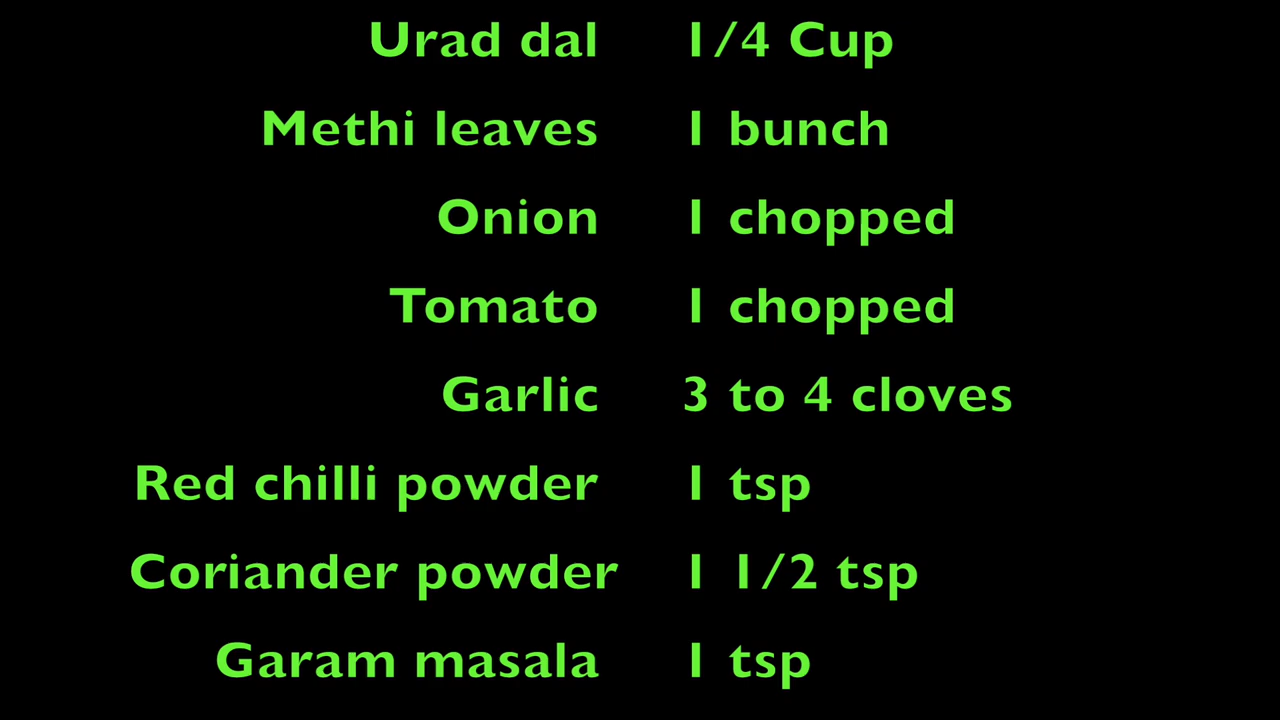 Urad dal 1/4 Cup
Methi leaves 1 bunch
Onion 1 chopped
Tomato 1 chopped
Garlic 3 to 4 cloves
Red chilli powder 1 tsp
Coriander powder 1 1/2 tsp
Garam masala 1 tsp